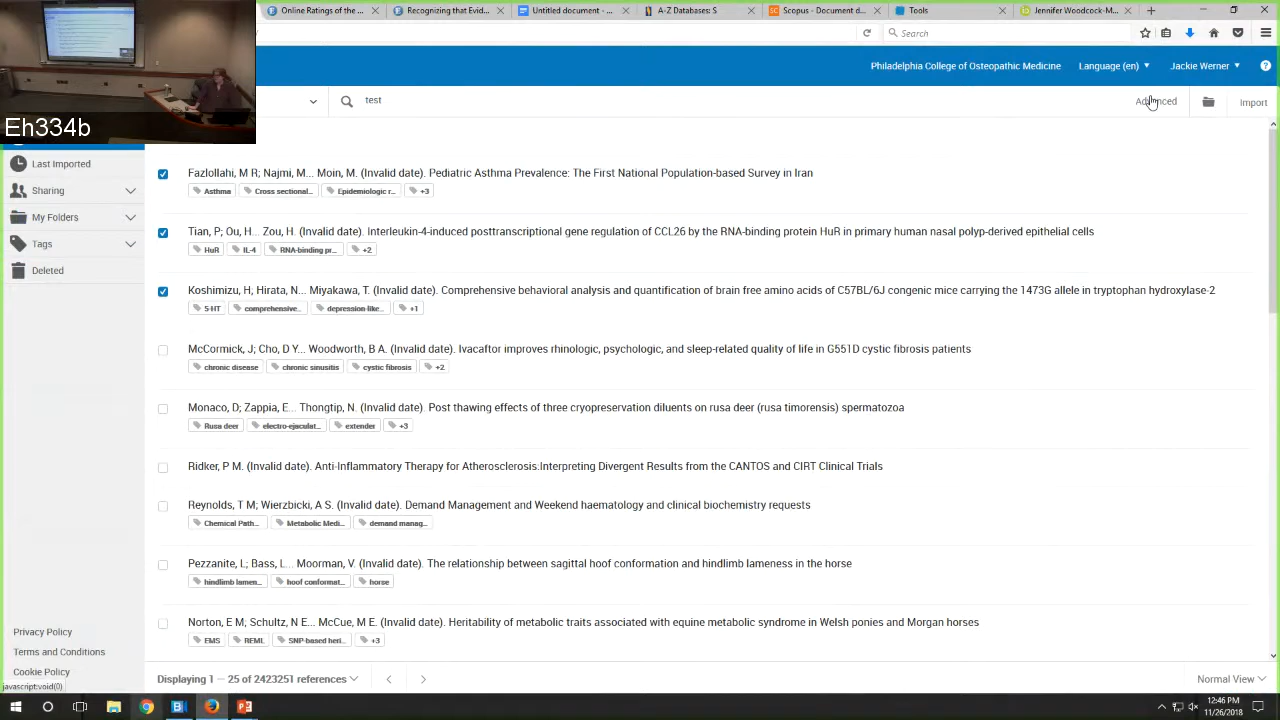 Online Ratings of the
Recognizing that Evid
Untitled document -
A-Z Databases: S
Scopus - Document d
Tools
Jennifer Woodcock-M
Search
Philadelphia College of Osteopathic Medicine
Language (en)
Jackie Werner
Eh334b
test
Advanced
Import
Last Imported
Sharing
My Folders
Tags
Deleted
Fazlollahi, M R; Najmi, M... Moin, M. (Invalid date). Pediatric Asthma Prevalence: The First National Population-based Survey in Iran
Asthma Cross sectional... Epidemiologic r... +3
Tian, P; Ou, H... Zou, H. (Invalid date). Interleukin-4-induced posttranscriptional gene regulation of CCL26 by the RNA-binding protein HuR in primary human nasal polyp-derived epithelial cells
HuR IL-4 RNA-binding pr... +2
Koshimizu, H; Hirata, N... Miyakawa, T. (Invalid date). Comprehensive behavioral analysis and quantification of brain free amino acids of C57BL/6J congenic mice carrying the 1473G allele in tryptophan hydroxylase-2
5-HT comprehensive... depression-like... +1
McCormick, J; Cho, D Y... Woodworth, B A. (Invalid date). Ivacaftor improves rhinologic, psychologic, and sleep-related quality of life in G551D cystic fibrosis patients
chronic disease chronic sinusitis cystic fibrosis +2
Monaco, D; Zappia, E... Thongtip, N. (Invalid date). Post thawing effects of three cryopreservation diluents on rusa deer (rusa timorensis) spermatozoa
Rusa deer electro-ejaculat... extender +3
Ridker, P M. (Invalid date). Anti-Inflammatory Therapy for Atherosclerosis:Interpreting Divergent Results from the CANTOS and CIRT Clinical Trials
Reynolds, T M; Wierzbicki, A S. (Invalid date). Demand Management and Weekend haematology and clinical biochemistry requests
Chemical Path... Metabolic Medi... demand manag...
Pezzanite, L; Bass, L... Moorman, V. (Invalid date). The relationship between sagittal hoof conformation and hindlimb lameness in the horse
hindlimb lamen... hoof conformat... horse
Norton, E M; Schultz, N E... McCue, M E. (Invalid date). Heritability of metabolic traits associated with equine metabolic syndrome in Welsh ponies and Morgan horses
EMS REML SNP-based heri... +3
Privacy Policy
Terms and Conditions
Cookie Policy
javascript:void(0)
Displaying 1 — 25 of 2423251 references
Normal View
12:46 PM
11/26/2018